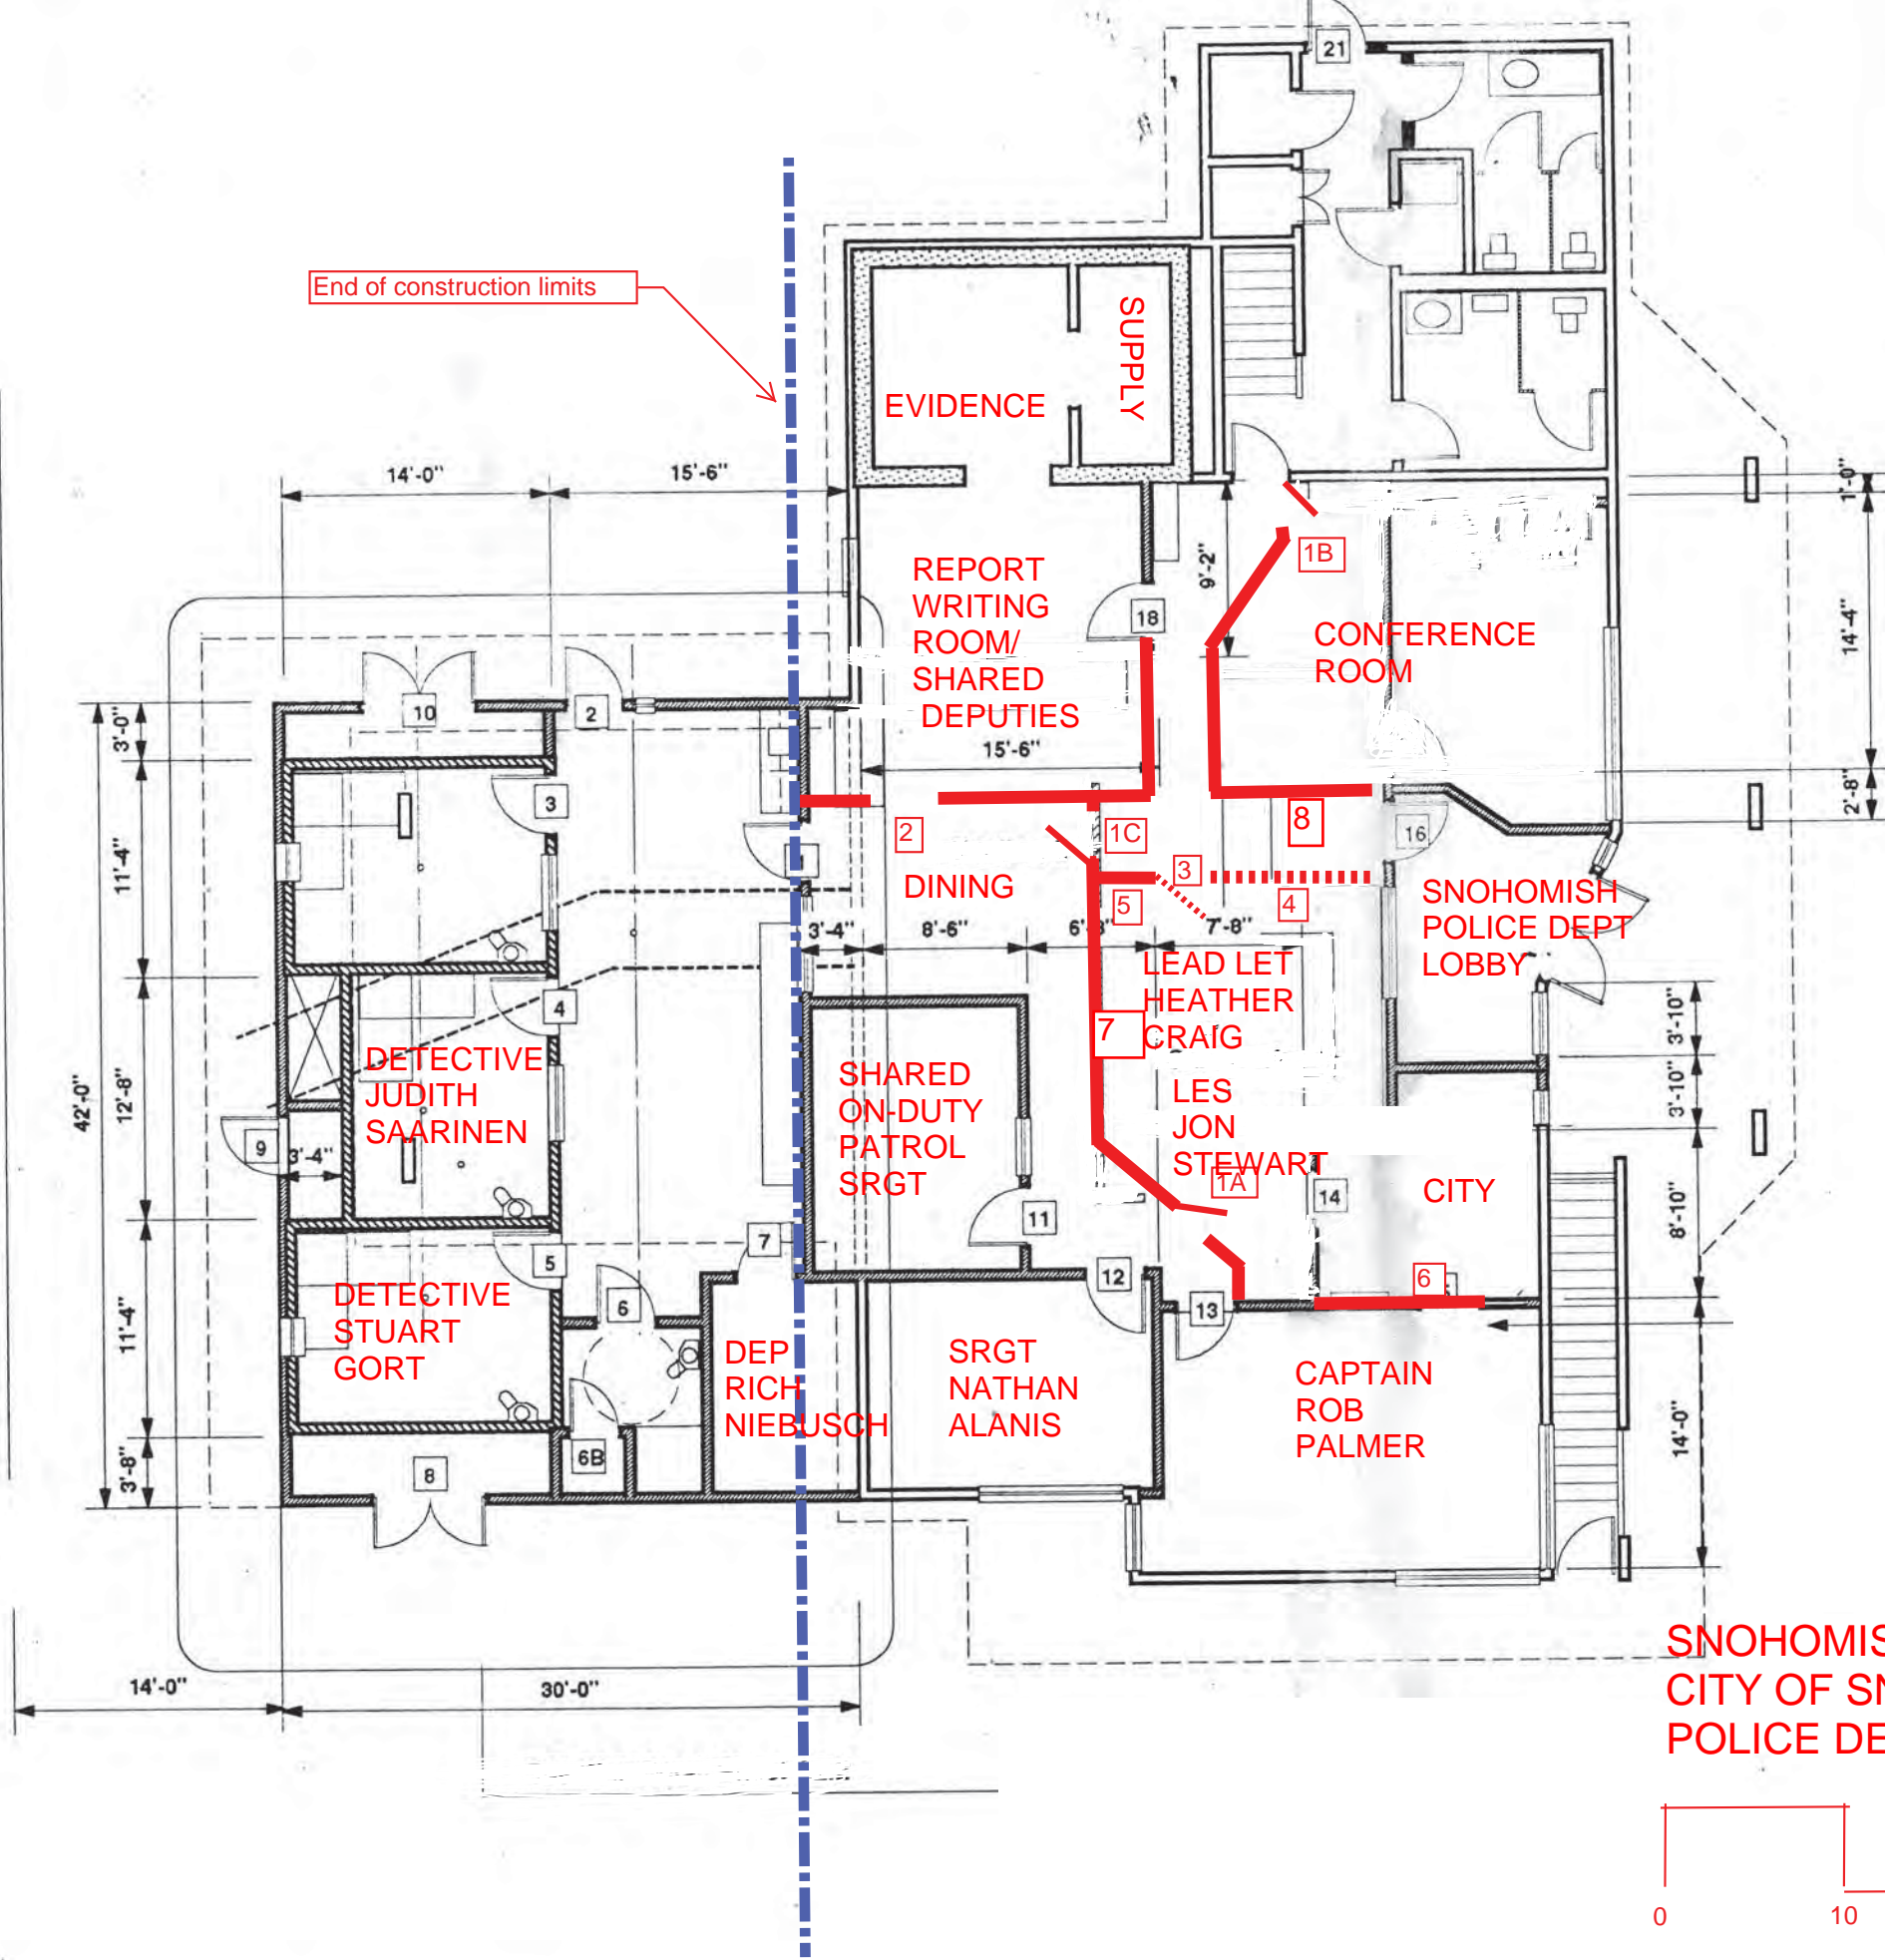 21
End of construction limits
SUPPLY
EVIDENCE
14'-0"
15'-6"
1'-0"
1B
9'-2"
REPORT
WRITING
ROOM/
SHARED
DEPUTIES
18
CONFERENCE
ROOM
14'-4"
15'-6"
10
2
3'-0"
3
2'-8"
2
1C
8
16
11'-4"
DINING
3
5
4
SNOHOMISH
POLICE DEPT
LOBBY
3'-4"
8'-6"
7'-8"
LEAD LET
HEATHER
CRAIG
7
4
3'-10"
DETECTIVE
JUDITH
SAARINEN
SHARED
ON-DUTY
PATROL
SRGT
LES
JON
STEWART
3'-10"
42'-0"
12'-8"
9
3'-4"
1A
14
CITY
8'-10"
11
7
5
12
6
DETECTIVE
STUART
GORT
6
13
11'-4"
DEP
RICH
NIEBUSCH
SRGT
NATHAN
ALANIS
CAPTAIN
ROB
PALMER
14'-0"
6B
8
3'-8"
14'-0"
30'-0"
SNOHOMIS
CITY OF SN
POLICE DE
0
10